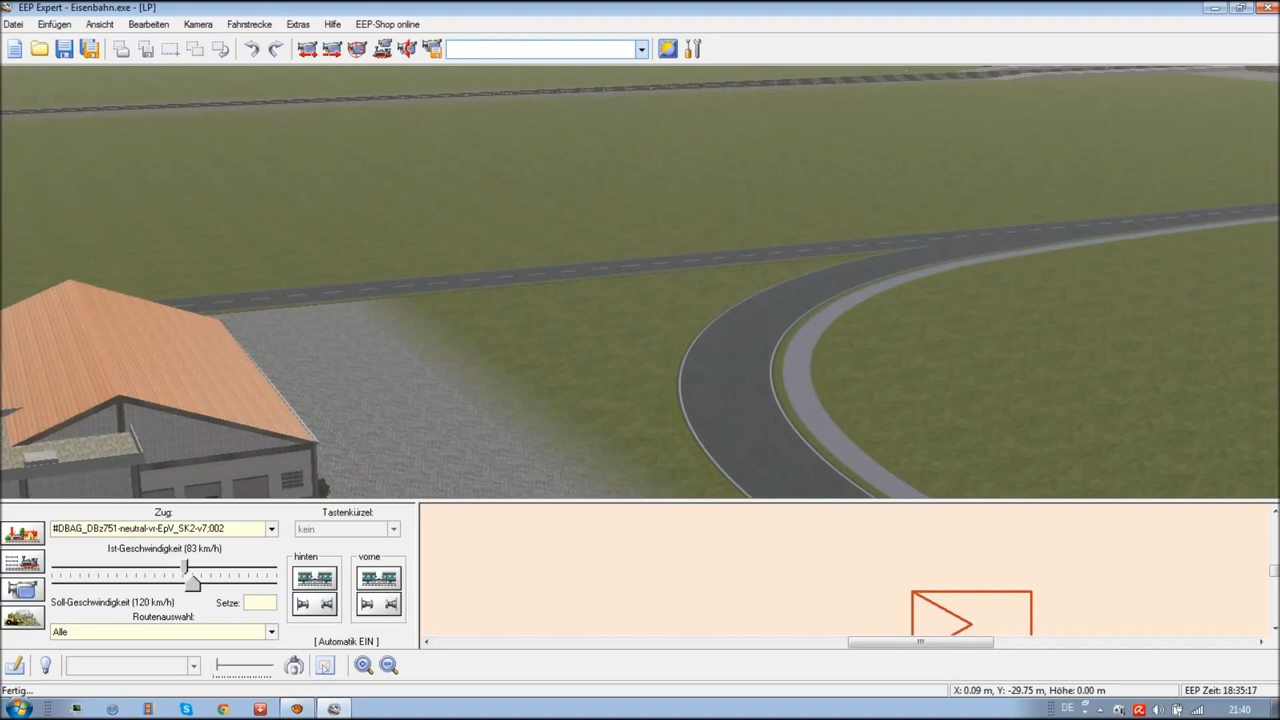 EEP Expert - Eisenbahn.exe - [LP]
Datei Einfügen Ansicht Bearbeiten Kamera Fahrstrecke Extras Hilfe EEP-Shop online
Zug:
Tastenkürzel:
#DBAG_DBz751-neutral-vr-EpV_SK2-v7;002
kein
Ist-Geschwindigkeit (83 km/h)
hinten
vorne
Soll-Geschwindigkeit (120 km/h)
Setze:
Routenauswahl:
Alle
[ Automatik EIN ]
Fertig...
X: 0.09 m, Y: -29.75 m, Höhe: 0.00 m
EEP Zeit: 18:35:17
DE
21:40